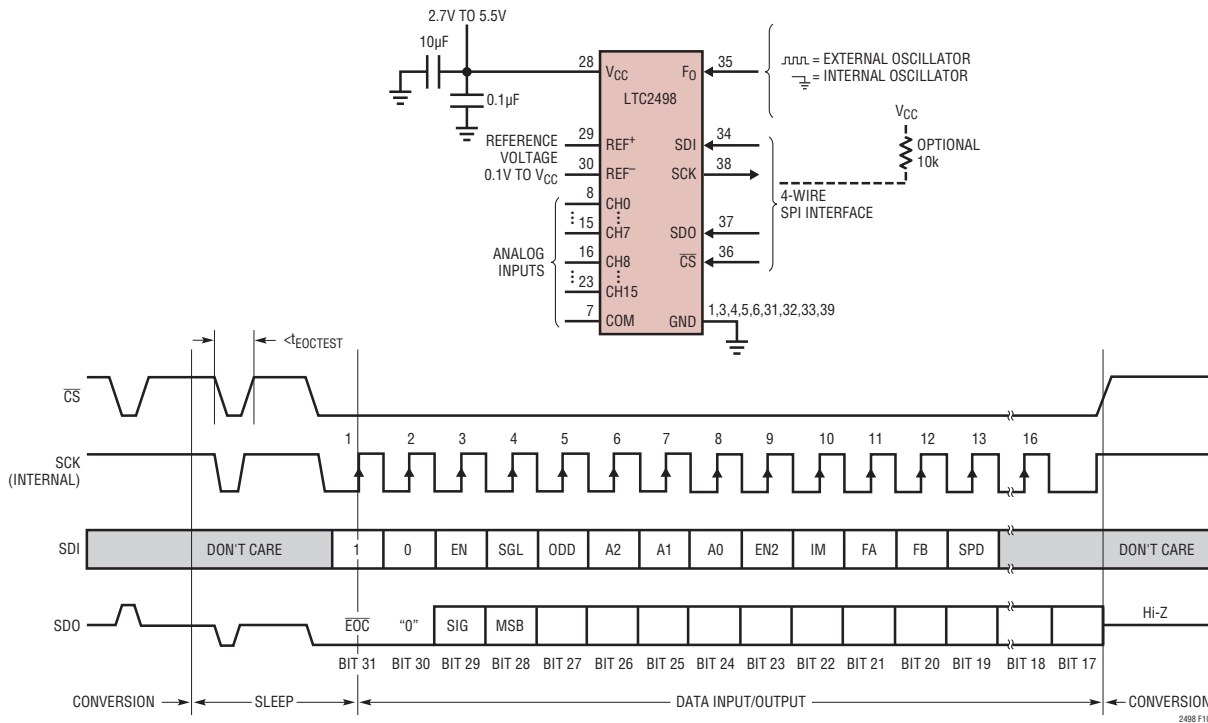 2.7V TO 5.5V
10µF
0.1µF
28
VCC
FO
35
LTC2498
= EXTERNAL OSCILLATOR
= INTERNAL OSCILLATOR
VCC
OPTIONAL
10k
REFERENCE
VOLTAGE
0.1V TO VCC
29
REF+
30
REF–
SDI
34
SCK
38
4-WIRE
SPI INTERFACE
8
CH0
15
CH7
16
CH8
23
CH15
7
COM
ANALOG
INPUTS
SDO
37
CS
36
GND
1,3,4,5,6,31,32,33,39
<tEOCTEST
CS
1 2 3 4 5 6 7 8 9 10 11 12 13 16
SCK
(INTERNAL)
SDI
DON'T CARE 1 0 EN SGL ODD A2 A1 A0 EN2 IM FA FB SPD DON'T CARE
SDO
EOC “0” SIG MSB Hi-Z
BIT 31 BIT 30 BIT 29 BIT 28 BIT 27 BIT 26 BIT 25 BIT 24 BIT 23 BIT 22 BIT 21 BIT 20 BIT 19 BIT 18 BIT 17
CONVERSION SLEEP DATA INPUT/OUTPUT CONVERSION